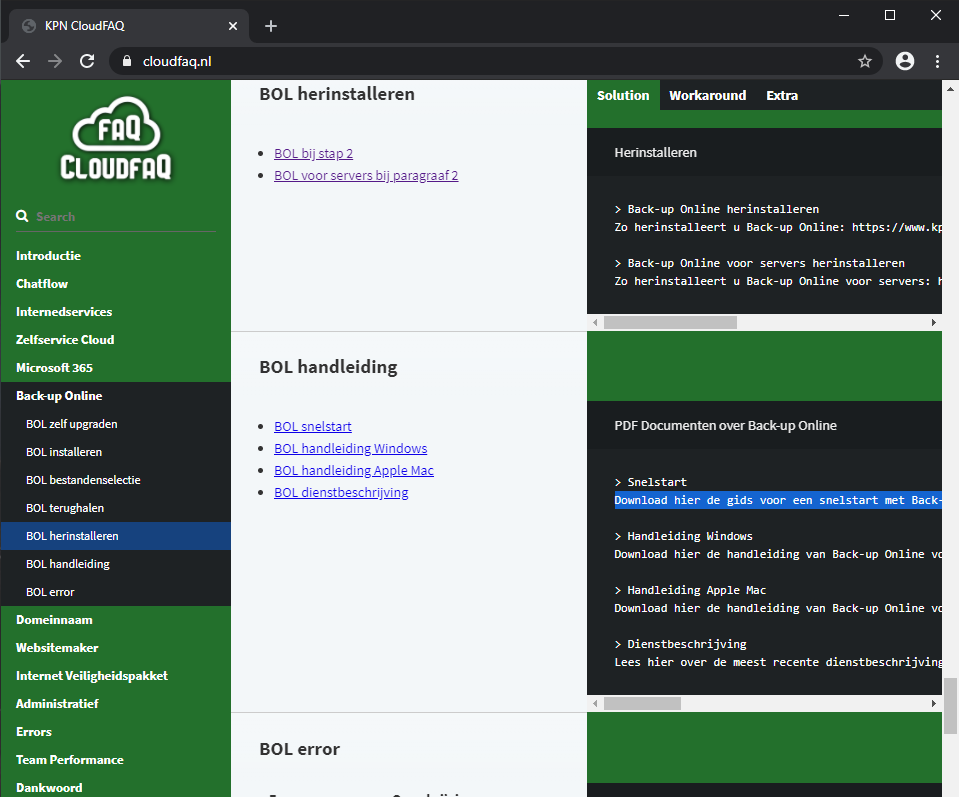 KPN CloudFAQ
cloudfaq.nl
FAQ
CLOUDFAQ
Search
Introductie
Chatflow
Internedservices
Zelfservice Cloud
Microsoft 365
Back-up Online
BOL zelf upgraden
BOL installeren
BOL bestandenselectie
BOL terughalen
BOL herinstalleren
BOL handleiding
BOL error
Domeinnaam
Websitemaker
Internet Veiligheidspakket
Administratief
Errors
Team Performance
Dankwoord
BOL herinstalleren
BOL bij stap 2
BOL voor servers bij paragraaf 2
BOL handleiding
BOL snelstart
BOL handleiding Windows
BOL handleiding Apple Mac
BOL dienstbeschrijving
BOL error
Solution Workaround Extra
Herinstalleren
> Back-up Online herinstalleren
Zo herinstalleert u Back-up Online: https://www.kp
> Back-up Online voor servers herinstalleren
Zo herinstalleert u Back-up Online voor servers: h
PDF Documenten over Back-up Online
> Snelstart
Download hier de gids voor een snelstart met Back-
> Handleiding Windows
Download hier de handleiding van Back-up Online vo
> Handleiding Apple Mac
Download hier de handleiding van Back-up Online vo
> Dienstbeschrijving
Lees hier over de meest recente dienstbeschrijving